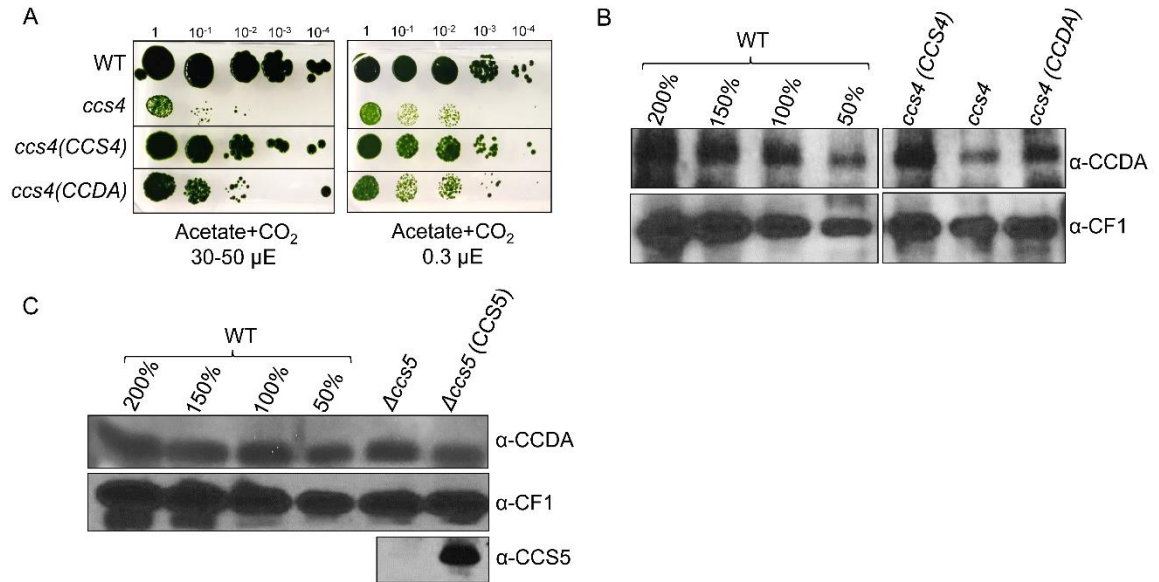 A
1 10-1 10-2 10-3 10-4 1 10-1 10-2 10-3 10-4
WT
ccs4
ccs4(CCS4)
ccs4(CCDA)
Acetate+CO2
30-50 µE
Acetate+CO2
0.3 µE
B
WT
200% 150% 100% 50% ccs4 (CCS4) ccs4 ccs4 (CCDA)
α-CCDA
α-CF1
C
WT
200% 150% 100% 50% Δccs5 Δccs5 (CCS5)
α-CCDA
α-CF1
α-CCS5